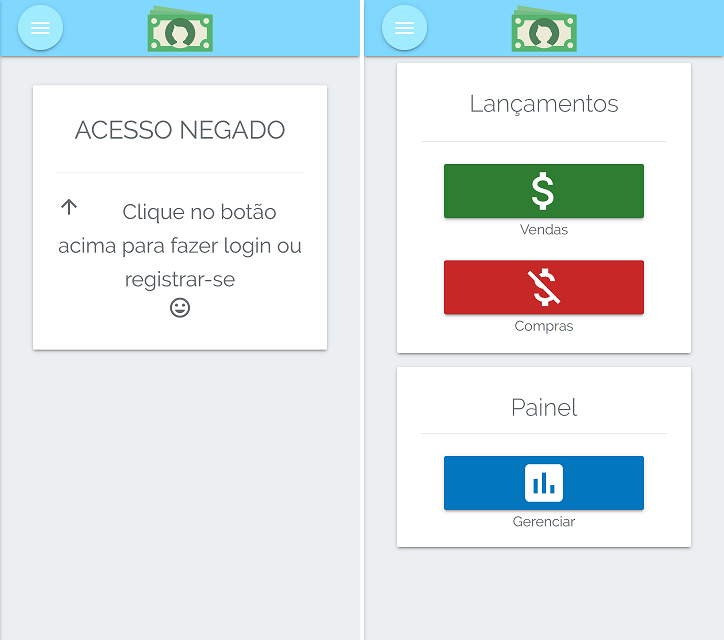 ACESSO NEGADO
Clique no botão
acima para fazer login ou
registrar-se
Lançamentos
Vendas
Compras
Painel
Gerenciar